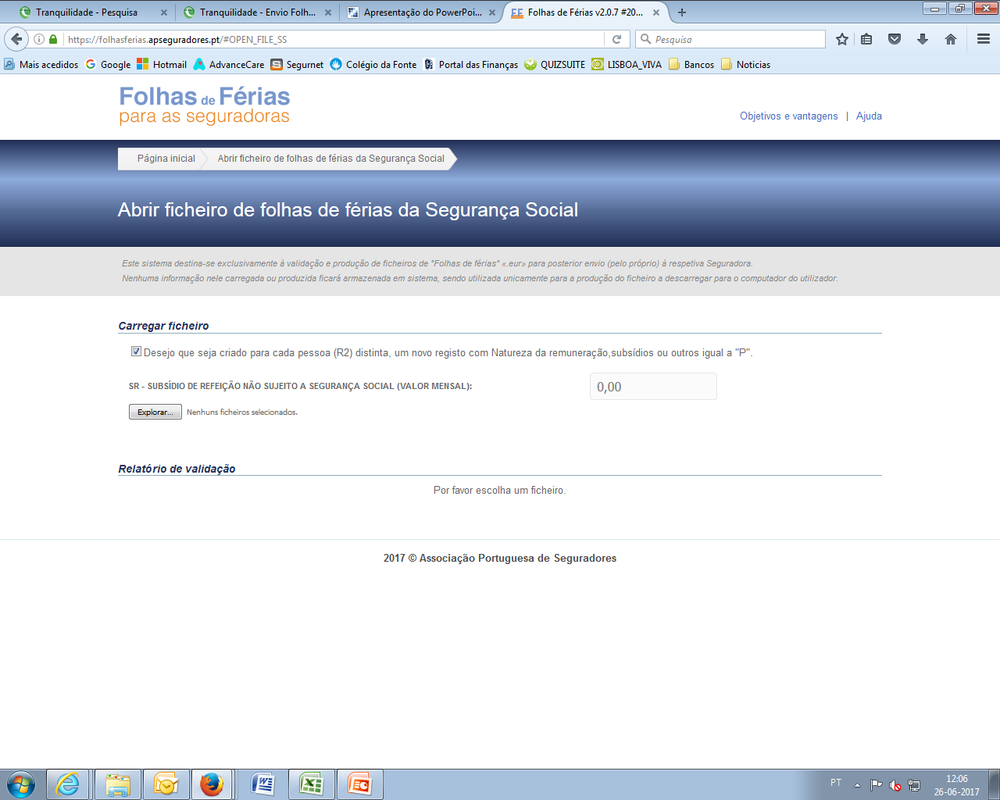 Tranquilidade - Pesquisa
Tranquilidade - Envio Folh...
Apresentação do PowerPoi...
Folhas de Férias v2.0.7 #20...
https://folhasferias.apseguradores.pt/#OPEN_FILE_SS
Pesquisa
Mais acedidos Google Hotmail AdvanceCare Segurnet Colégio da Fonte Portal das Finanças QUIZSUITE LISBOA_VIVA Bancos Noticias
Folhas de Férias
para as seguradoras
Objetivos e vantagens | Ajuda
Página inicial
Abrir ficheiro de folhas de férias da Segurança Social
Abrir ficheiro de folhas de férias da Segurança Social
Este sistema destina-se exclusivamente à validação e produção de ficheiros de "Folhas de férias" «.eur» para posterior envio (pelo próprio) à respetiva Seguradora.
Nenhuma informação nele carregada ou produzida ficará armazenada em sistema, sendo utilizada unicamente para a produção do ficheiro a descarregar para o computador do utilizador.
Carregar ficheiro
Desejo que seja criado para cada pessoa (R2) distinta, um novo registo com Natureza da remuneração,subsídios ou outros igual a "P".
SR - SUBSÍDIO DE REFEIÇÃO NÃO SUJEITO A SEGURANÇA SOCIAL (VALOR MENSAL):
0,00
Explorar... Nenhuns ficheiros selecionados.
Relatório de validação
Por favor escolha um ficheiro.
2017 © Associação Portuguesa de Seguradores
PT
12:06
26-06-2017